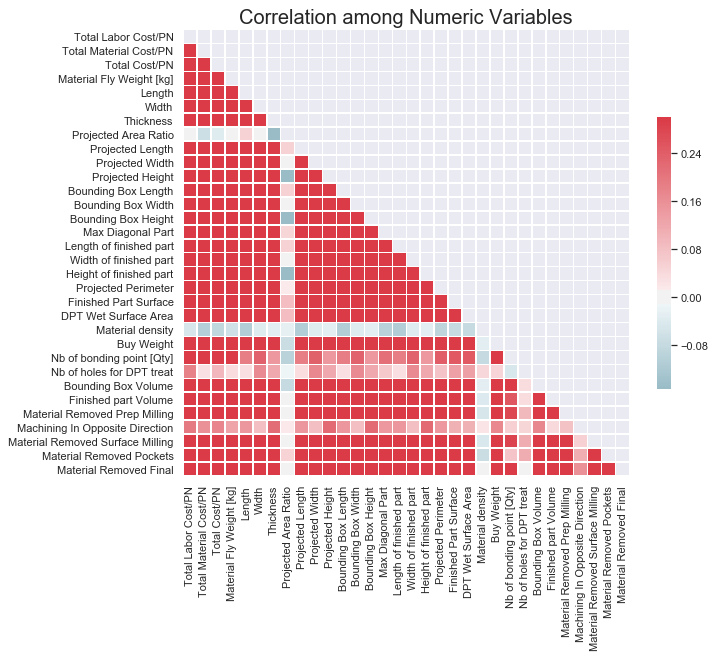 Correlation among Numeric Variables
Total Labor Cost/PN
Total Material Cost/PN
Total Cost/PN
Material Fly Weight [kg]
Length
Width
Thickness
Projected Area Ratio
Projected Length
Projected Width
Projected Height
Bounding Box Length
Bounding Box Width
Bounding Box Height
Max Diagonal Part
Length of finished part
Width of finished part
Height of finished part
Projected Perimeter
Finished Part Surface
DPT Wet Surface Area
Material density
Buy Weight
Nb of bonding point [Qty]
Nb of holes for DPT treat
Bounding Box Volume
Finished part Volume
Material Removed Prep Milling
Machining In Opposite Direction
Material Removed Surface Milling
Material Removed Pockets
Material Removed Final
Total Labor Cost/PN
Total Material Cost/PN
Total Cost/PN
Material Fly Weight [kg]
Length
Width
Thickness
Projected Area Ratio
Projected Length
Projected Width
Projected Height
Bounding Box Length
Bounding Box Width
Bounding Box Height
Max Diagonal Part
Length of finished part
Width of finished part
Height of finished part
Projected Perimeter
Finished Part Surface
DPT Wet Surface Area
Material density
Buy Weight
Nb of bonding point [Qty]
Nb of holes for DPT treat
Bounding Box Volume
Finished part Volume
Material Removed Prep Milling
Machining In Opposite Direction
Material Removed Surface Milling
Material Removed Pockets
Material Removed Final
0.24
0.16
0.08
0.00
−0.08